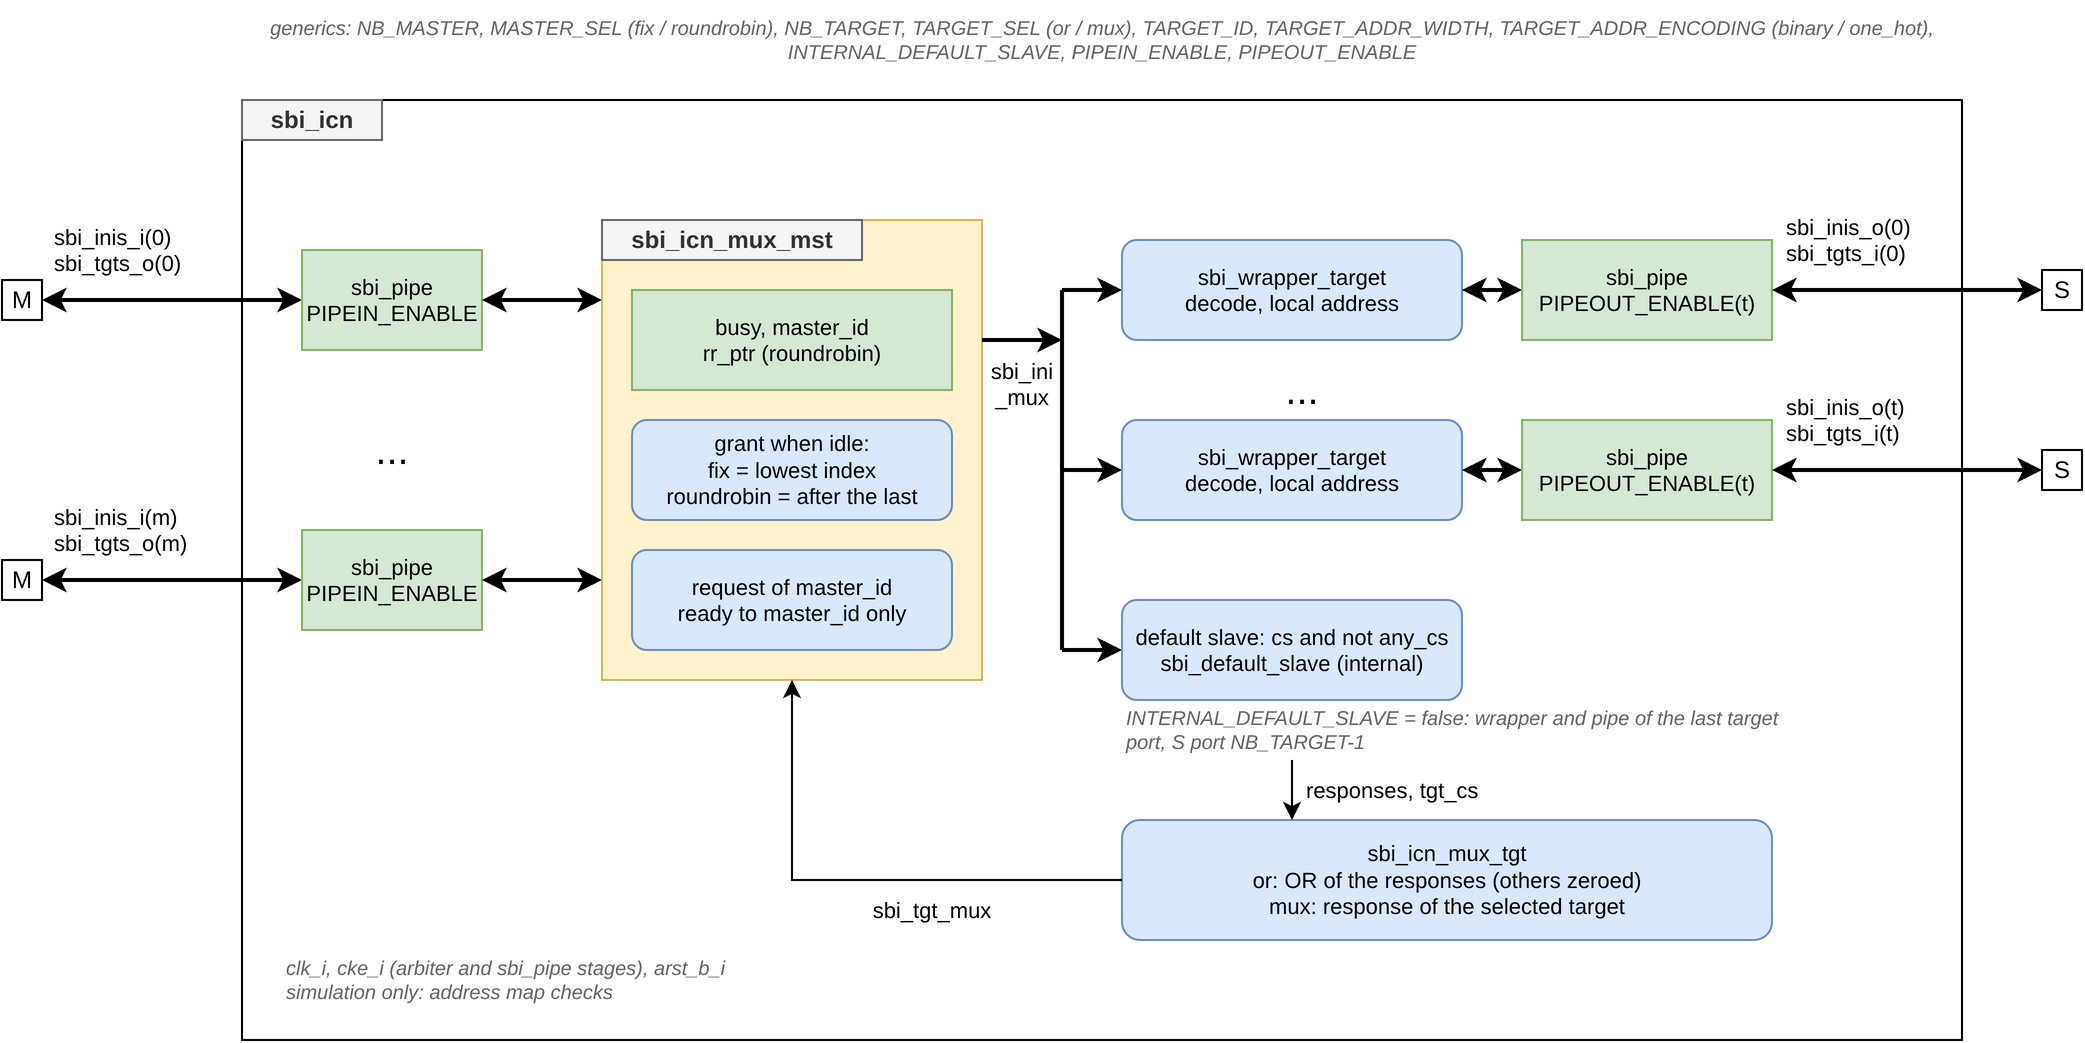 generics: NB_MASTER, MASTER_SEL (fix / roundrobin), NB_TARGET, TARGET_SEL (or / mux), TARGET_ID, TARGET_ADDR_WIDTH, TARGET_ADDR_ENCODING (binary / one_hot),
INTERNAL_DEFAULT_SLAVE, PIPEIN_ENABLE, PIPEOUT_ENABLE
sbi_icn
sbi_inis_i(0)
sbi_tgts_o(0)
M
sbi_pipe
PIPEIN_ENABLE
...
sbi_inis_i(m)
sbi_tgts_o(m)
M
sbi_pipe
PIPEIN_ENABLE
sbi_icn_mux_mst
busy, master_id
rr_ptr (roundrobin)
grant when idle:
fix = lowest index
roundrobin = after the last
request of master_id
ready to master_id only
sbi_ini
_mux
sbi_wrapper_target
decode, local address
sbi_pipe
PIPEOUT_ENABLE(t)
sbi_inis_o(0)
sbi_tgts_i(0)
S
...
sbi_wrapper_target
decode, local address
sbi_pipe
PIPEOUT_ENABLE(t)
sbi_inis_o(t)
sbi_tgts_i(t)
S
default slave: cs and not any_cs
sbi_default_slave (internal)
INTERNAL_DEFAULT_SLAVE = false: wrapper and pipe of the last target
port, S port NB_TARGET-1
responses, tgt_cs
sbi_icn_mux_tgt
or: OR of the responses (others zeroed)
mux: response of the selected target
sbi_tgt_mux
clk_i, cke_i (arbiter and sbi_pipe stages), arst_b_i
simulation only: address map checks